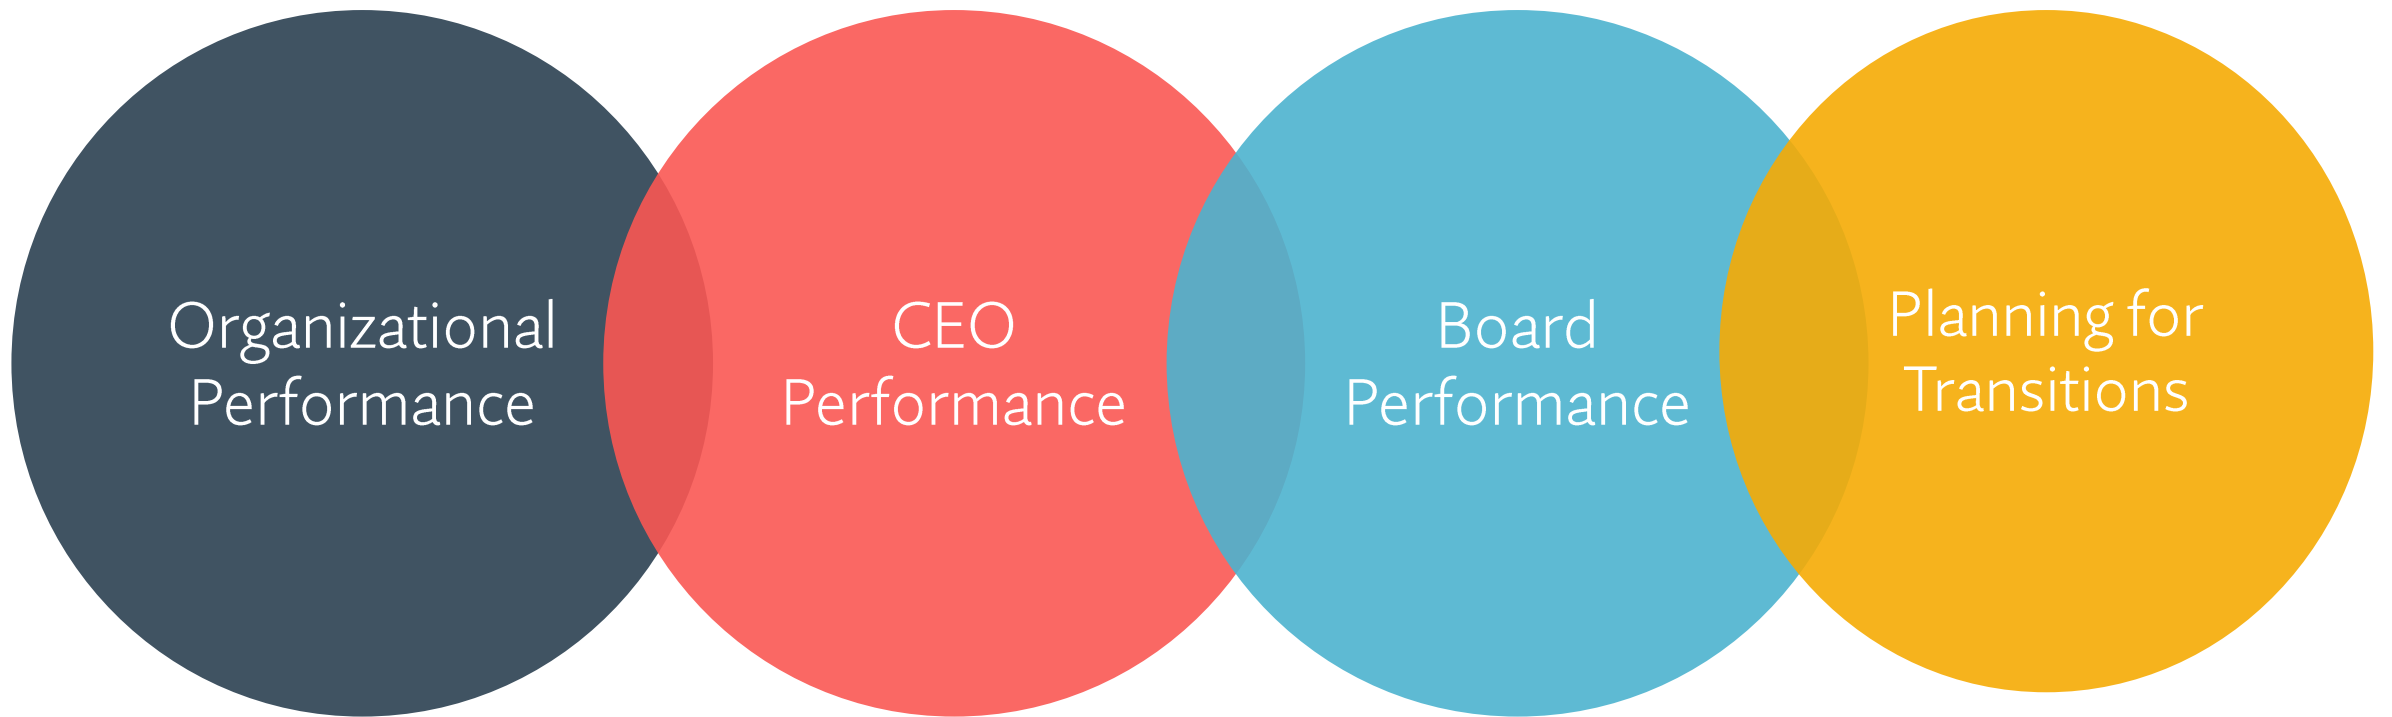 Organizational
Performance
CEO
Performance
Board
Performance
Planning for
Transitions